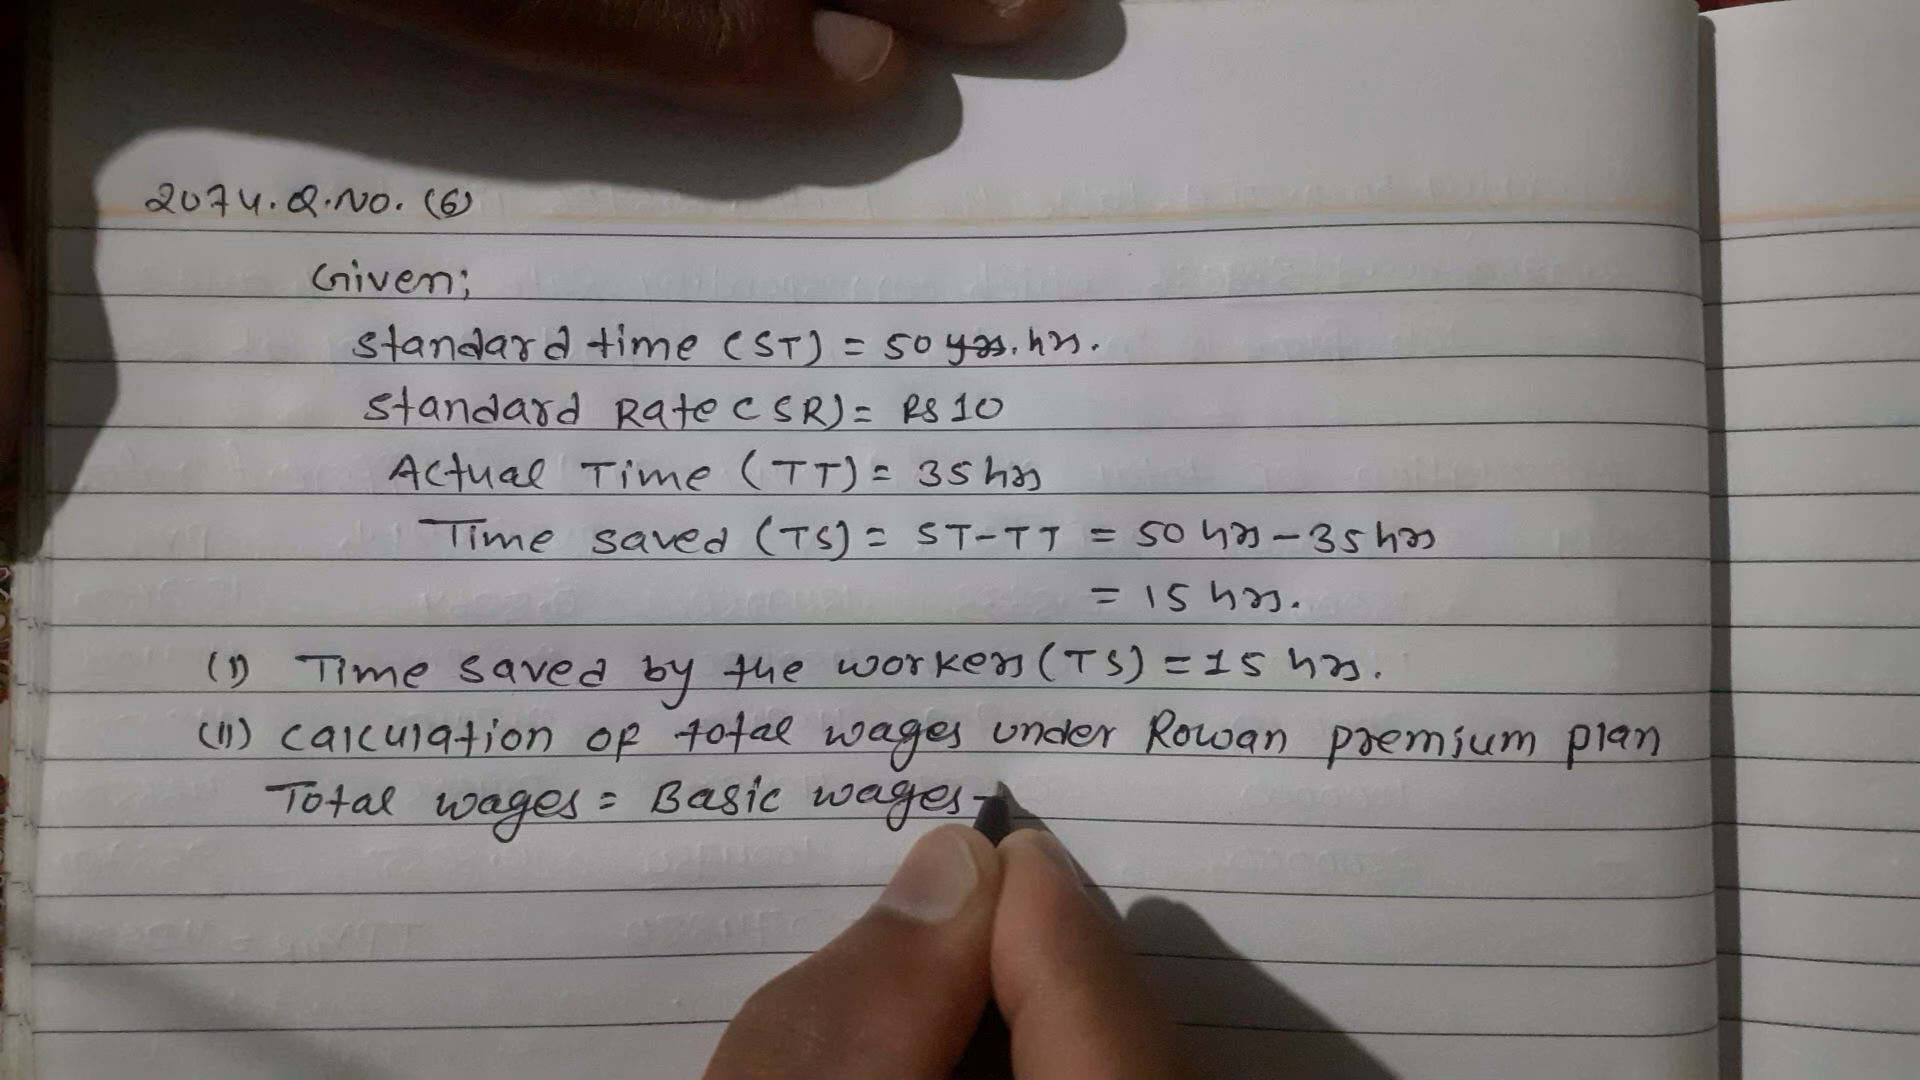 2074.Q.NO. (6)
Given;
Standard time (ST) = 50 yrs. hrs.
Standard Rate (SR) = RS 10
Actual Time (TT) = 35 hrs
Time saved (TS) = ST-TT = 50 hrs - 35 hrs
= 15 hrs.
(I) Time saved by the workers (TS) = 15 hrs.
(II) Calculation of total wages under Rowan premium plan
Total wages = Basic wages